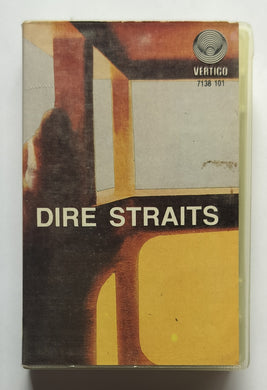 VERTIGO
7138 101
DIRE STRAITS